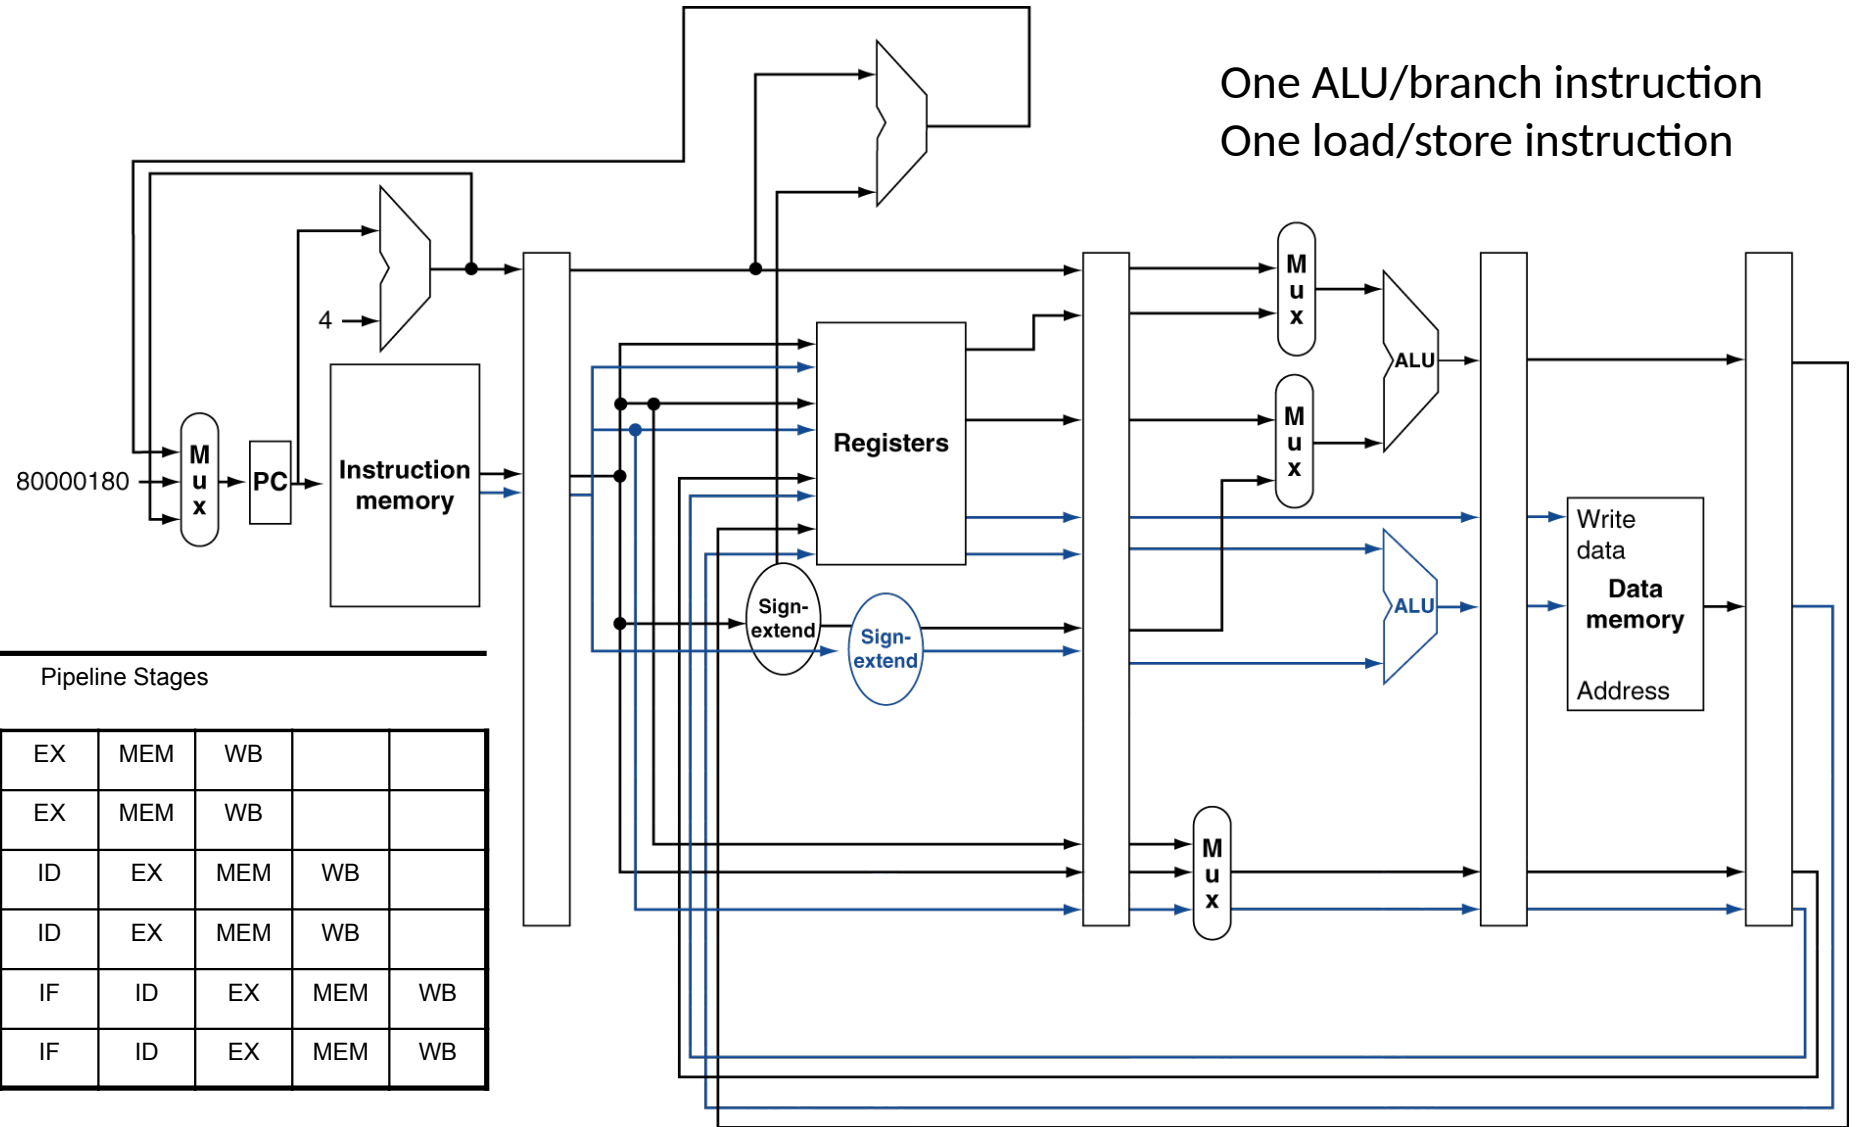 One ALU/branch instruction
One load/store instruction
4
80000180
M
u
x
PC
Instruction
memory
Registers
Sign-
extend
Sign-
extend
M
u
x
M
u
x
ALU
ALU
M
u
x
Write
data
Data
memory
Address
Pipeline Stages
EX MEM WB
EX MEM WB
ID EX MEM WB
ID EX MEM WB
IF ID EX MEM WB
IF ID EX MEM WB